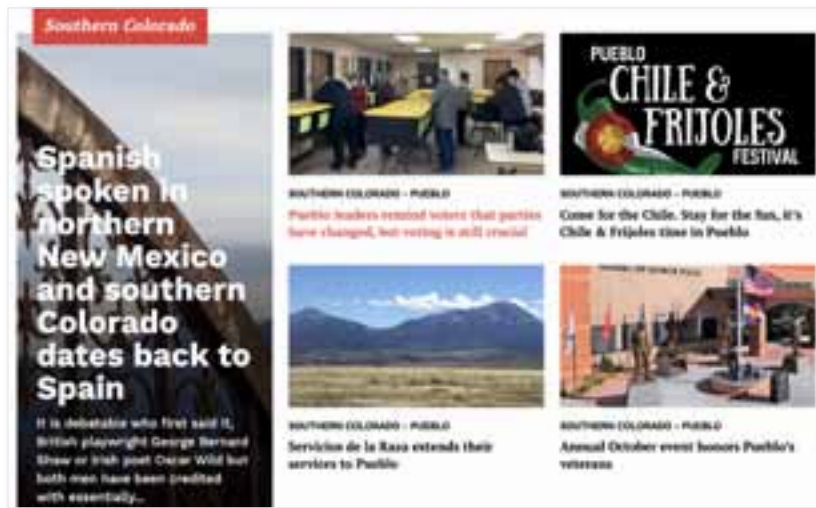 Southern Colorado
Spanish
spoken in
northern
New Mexico
and southern
Colorado
dates back to
Spain
It is debatable who first said it,
British playwright George Bernard
Shaw or Irish poet Oscar Wild but
both men have been credited
with essentially...
SOUTHERN COLORADO – PUEBLO
Pueblo leaders remind voters that parties
have changed, but voting is still crucial
PUEBLO
CHILE &
FRIJOLES
FESTIVAL
SOUTHERN COLORADO – PUEBLO
Come for the Chile. Stay for the fun, it's
Chile & Frijoles time in Pueblo
SOUTHERN COLORADO – PUEBLO
Servicios de la Raza extends their
services to Pueblo
SOUTHERN COLORADO – PUEBLO
Annual October event honors Pueblo's
veterans